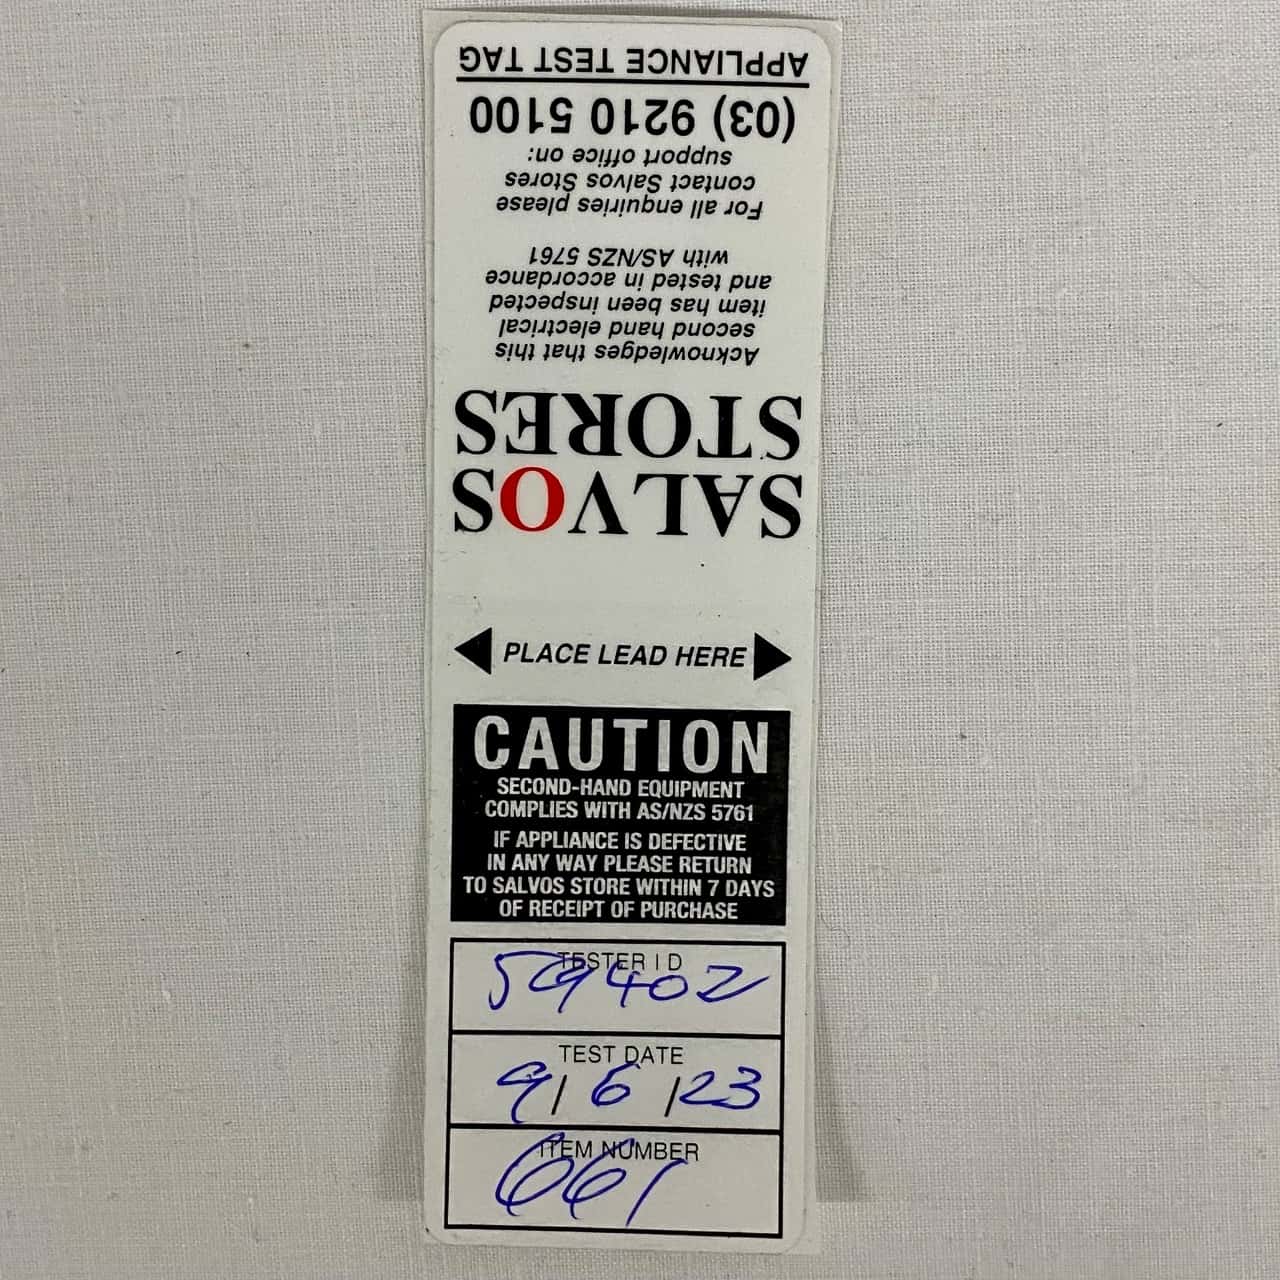 APPLIANCE TEST TAG
(03) 9210 5100
support office on:
contact Salvos Stores
For all enquiries please
with AS/NZS 5761
and tested in accordance
item has been inspected
second hand electrical
Acknowledges that this
STORES
SALVOS
PLACE LEAD HERE
CAUTION
SECOND-HAND EQUIPMENT
COMPLIES WITH AS/NZS 5761
IF APPLIANCE IS DEFECTIVE
IN ANY WAY PLEASE RETURN
TO SALVOS STORE WITHIN 7 DAYS
OF RECEIPT OF PURCHASE
TESTER I D
59402
TEST DATE
9/6/23
ITEM NUMBER
661